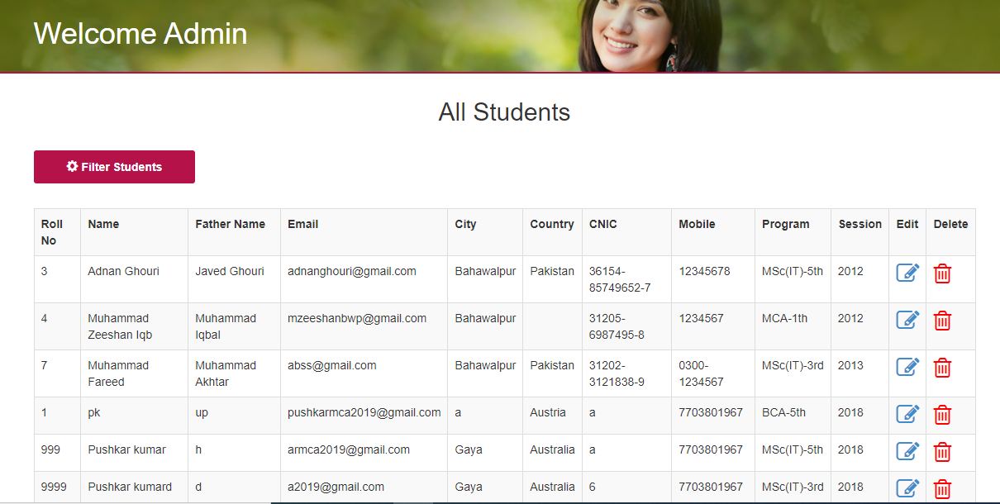 Welcome Admin
All Students
Filter Students
Roll No Name Father Name Email City Country CNIC Mobile Program Session Edit Delete
3 Adnan Ghouri Javed Ghouri adnanghouri@gmail.com Bahawalpur Pakistan 36154-85749652-7 12345678 MSc(IT)-5th 2012
4 Muhammad Zeeshan Iqb Muhammad Iqbal mzeeshanbwp@gmail.com Bahawalpur 31205-6987495-8 1234567 MCA-1th 2012
7 Muhammad Fareed Muhammad Akhtar abss@gmail.com Bahawalpur Pakistan 31202-3121838-9 0300-1234567 MSc(IT)-3rd 2013
1 pk up pushkarmca2019@gmail.com a Austria a 7703801967 BCA-5th 2018
999 Pushkar kumar h armca2019@gmail.com Gaya Australia a 7703801967 MSc(IT)-5th 2018
9999 Pushkar kumard d a2019@gmail.com Gaya Australia 6 7703801967 MSc(IT)-3rd 2018